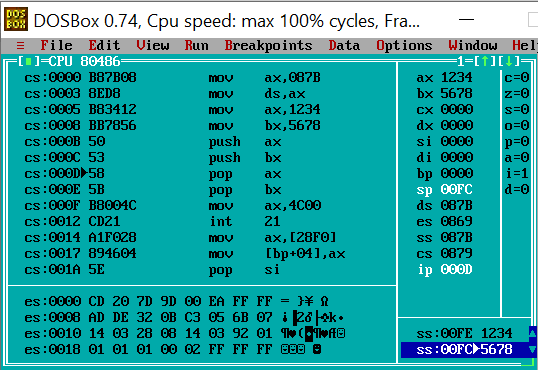 DOSBox 0.74, Cpu speed: max 100% cycles, Fra...
≡ File Edit View Run Breakpoints Data Options Window Hel
[■]=CPU 80486 1=[↑][↓]
cs:0000 B87B08 mov ax,087B ax 1234 c=0
cs:0003 8ED8 mov ds,ax bx 5678 z=0
cs:0005 B83412 mov ax,1234 cx 0000 s=0
cs:0008 BB7856 mov bx,5678 dx 0000 o=0
cs:000B 50 push ax si 0000 p=0
cs:000C 53 push bx di 0000 a=0
cs:000D►58 pop ax bp 0000 i=1
cs:000E 5B pop bx sp 00FC d=0
cs:000F B8004C mov ax,4C00 ds 087B
cs:0012 CD21 int 21 es 0869
cs:0014 A1F028 mov ax,[28F0] ss 087B
cs:0017 894604 mov [bp+04],ax cs 0879
cs:001A 5E pop si ip 000D
es:0000 CD 20 7D 9D 00 EA FF FF = }¥ Ω
es:0008 AD DE 32 0B C3 05 6B 07
es:0010 14 03 28 08 14 03 92 01 ss:00FE 1234
es:0018 01 01 01 00 02 FF FF FF ☺☺☺ ☻ ss:00FC►5678